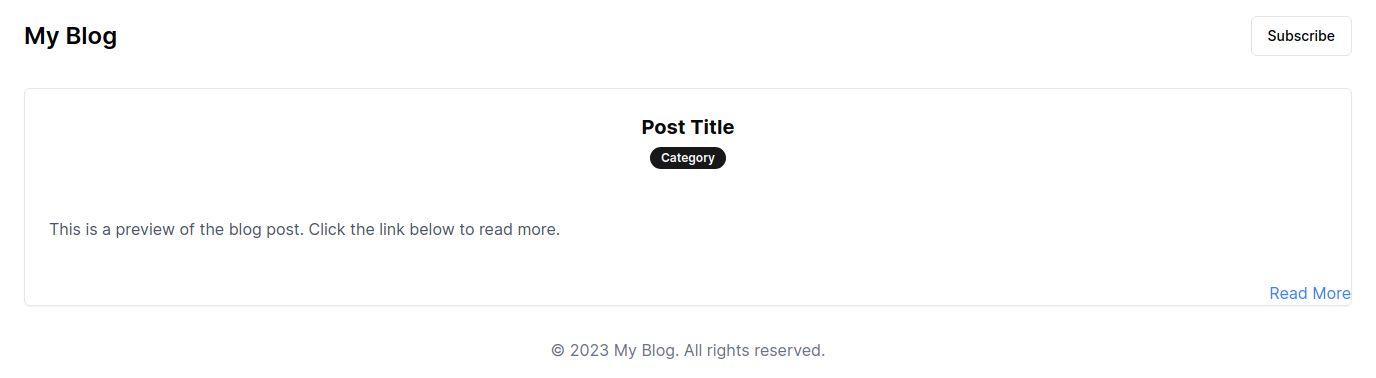 My Blog
Subscribe
Post Title
Category
This is a preview of the blog post. Click the link below to read more.
Read More
© 2023 My Blog. All rights reserved.